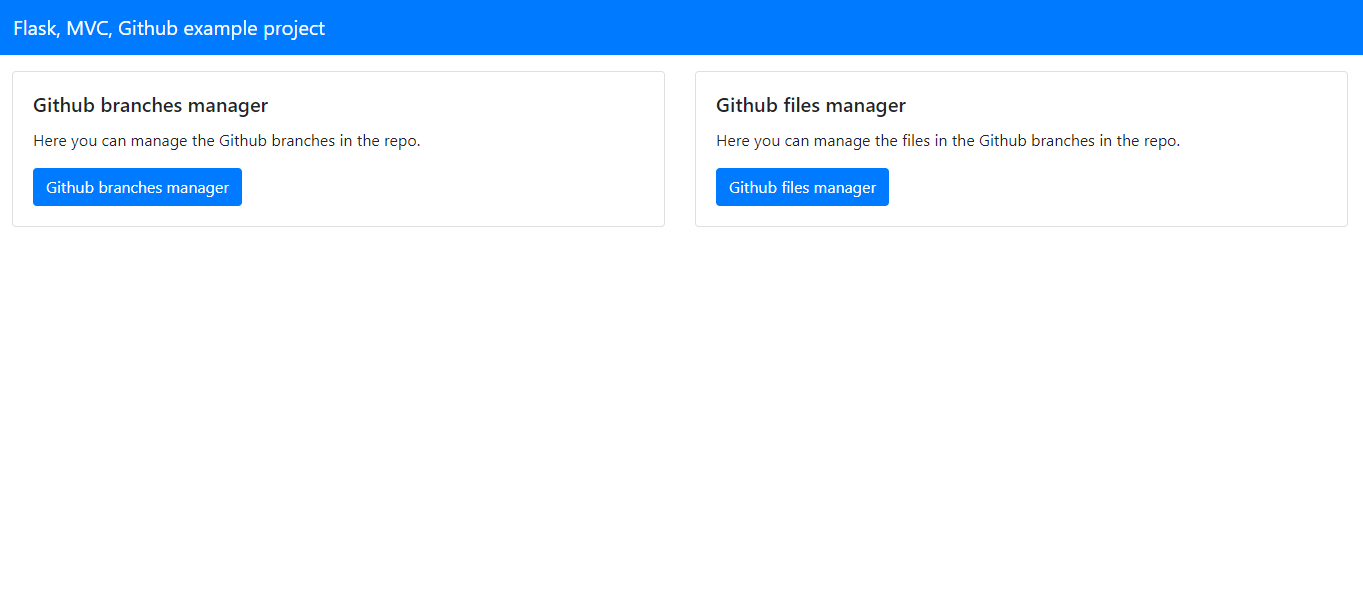 Flask, MVC, Github example project
Github branches manager
Here you can manage the Github branches in the repo.
Github branches manager
Github files manager
Here you can manage the files in the Github branches in the repo.
Github files manager